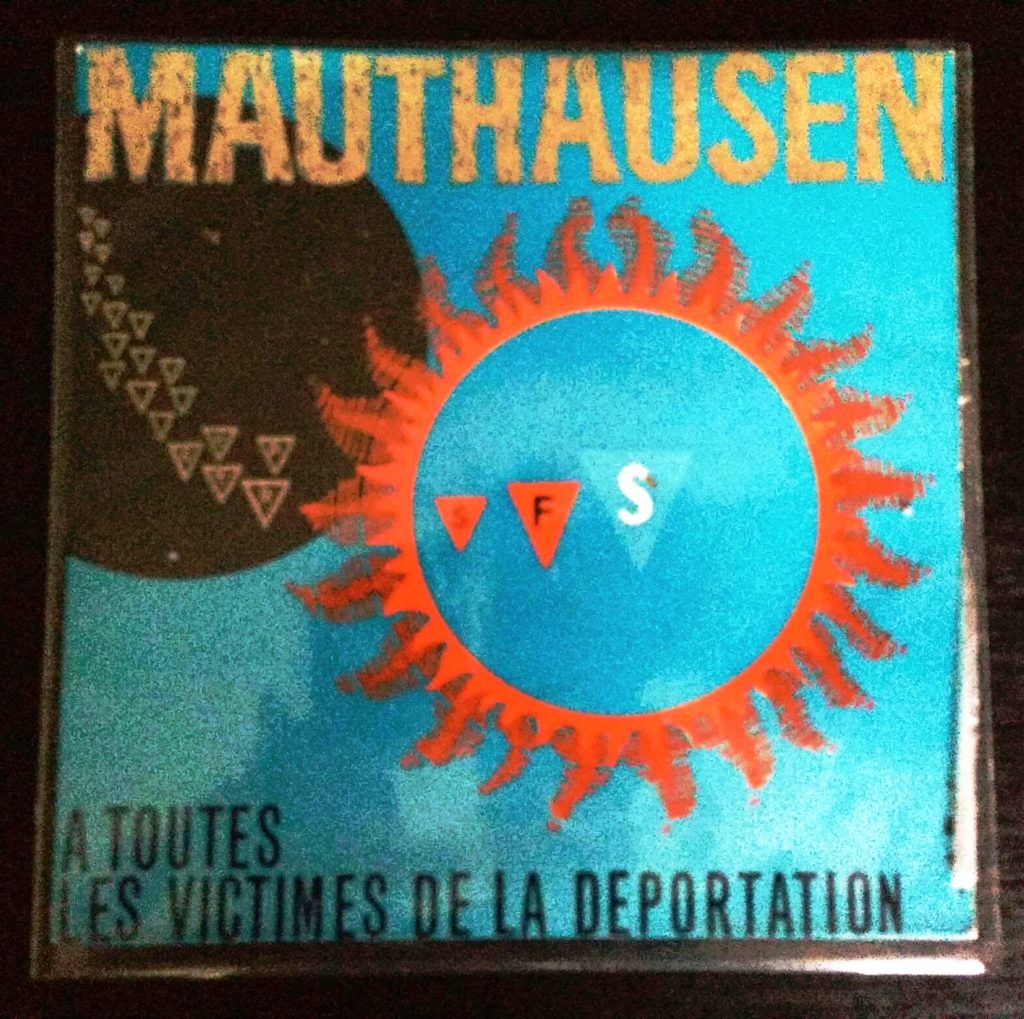 MAUTHAUSEN
S F S
A TOUTES
LES VICTIMES DE LA DEPORTATION